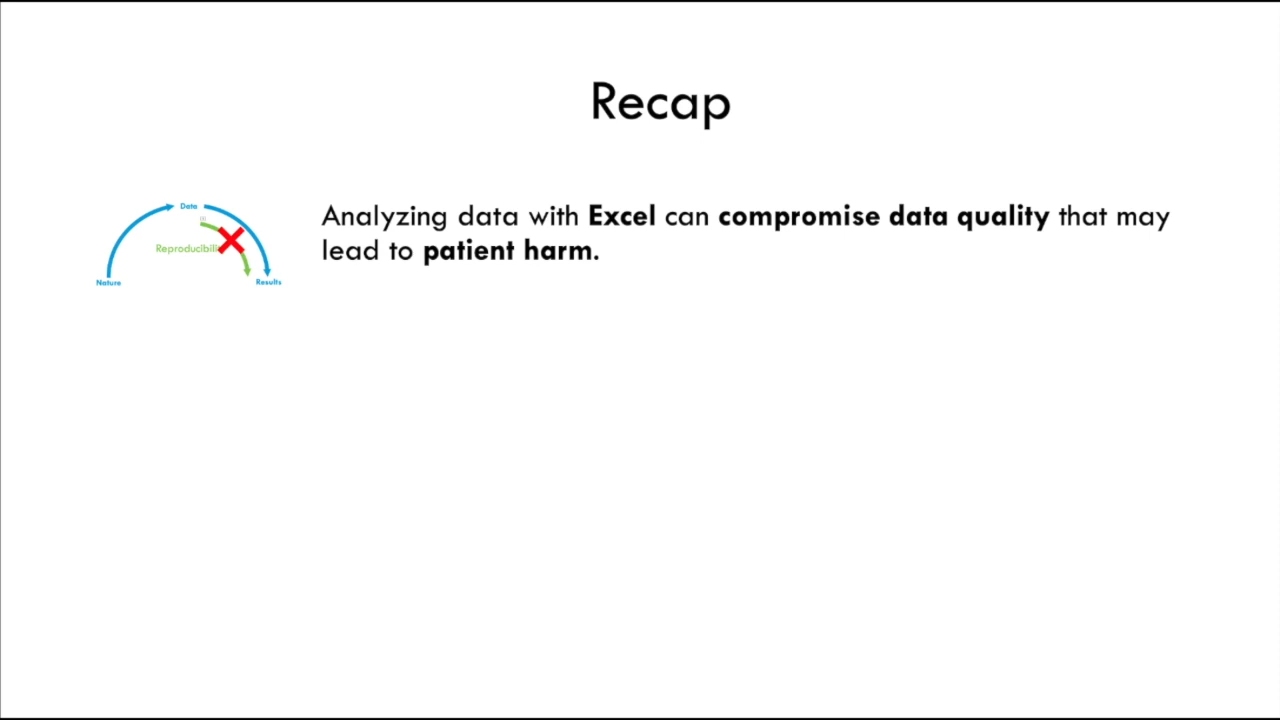 Recap
Data
Nature
Results
Analyzing data with Excel can compromise data quality that may
lead to patient harm.